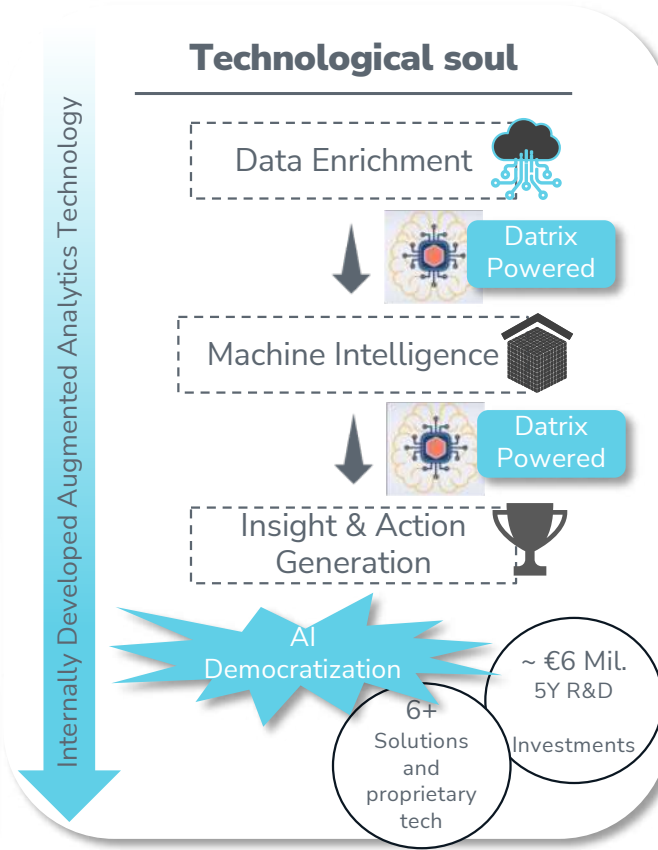 Technological soul
Internally Developed Augmented Analytics Technology
Data Enrichment
Datrix
Powered
Machine Intelligence
Datrix
Powered
Insight & Action
Generation
AI
Democratization
~ €6 Mil.
5Y R&D
Investments
6+
Solutions
and
proprietary
tech